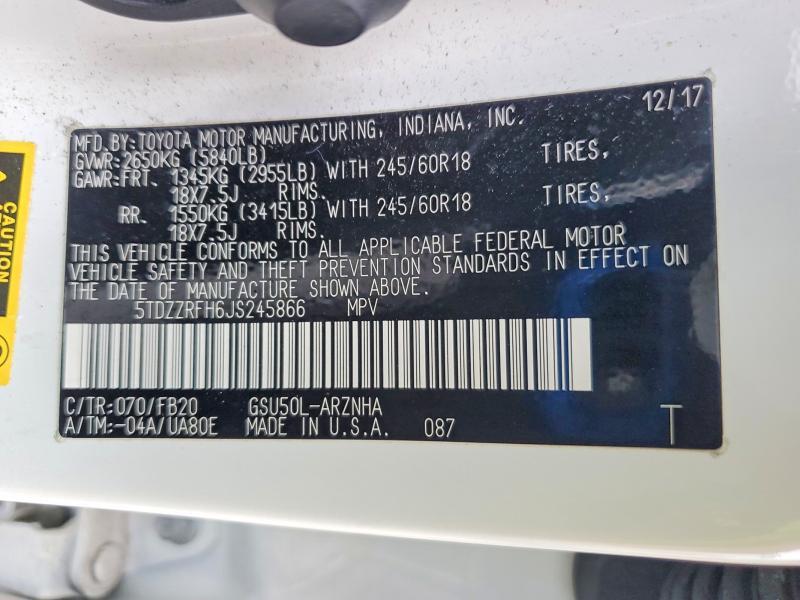 12/17
MFD. BY: TOYOTA MOTOR MANUFACTURING, INDIANA, INC.
GVWR: 2650KG (5840LB)
GAWR: FRT. 1345KG (2955LB) WITH 245/60R18 TIRES,
18X7.5J RIMS.
RR. 1550KG (3415LB) WITH 245/60R18 TIRES,
18X7.5J RIMS.
THIS VEHICLE CONFORMS TO ALL APPLICABLE FEDERAL MOTOR
VEHICLE SAFETY AND THEFT PREVENTION STANDARDS IN EFFECT ON
THE DATE OF MANUFACTURE SHOWN ABOVE.
5TDZZRFH6JS245866 MPV
C/TR: 070/FB20 GSU50L-ARZNHA
A/TM: -04A/UA80E MADE IN U.S.A. 087 T
CAUTION